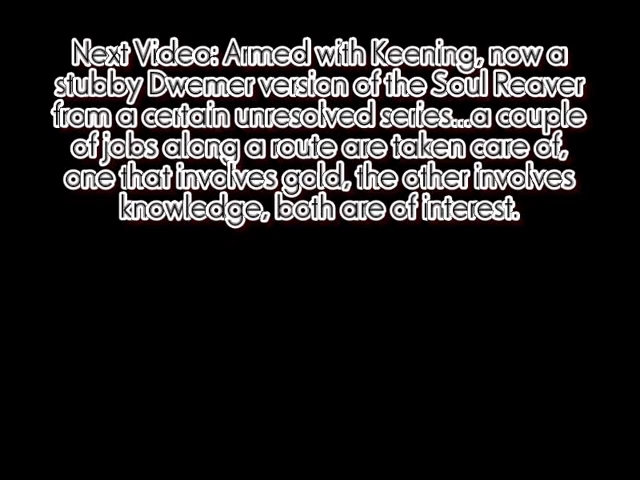 Next Video: Armed with Keening, now a
stubby Dwemer version of the Soul Reaver
from a certain unresolved series...a couple
of jobs along a route are taken care of,
one that involves gold, the other involves
knowledge, both are of interest.